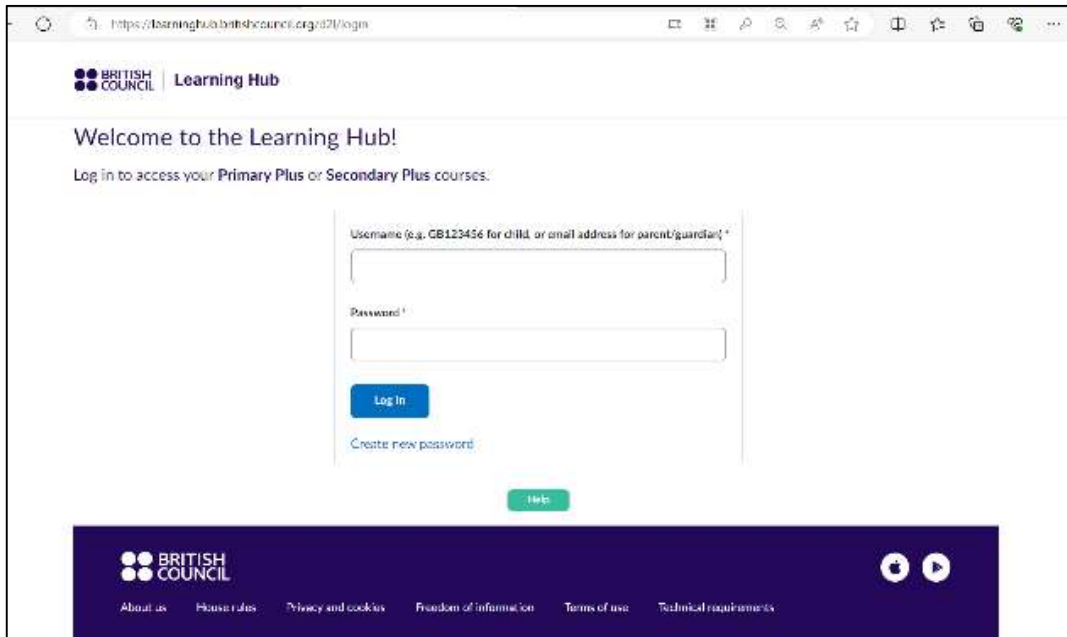 https://learninghub.britishcouncil.org/d2l/login
BRITISH
COUNCIL
Learning Hub
Welcome to the Learning Hub!
Log in to access your Primary Plus or Secondary Plus courses.
Username (e.g. GB123456 for child, or email address for parent/guardian) *
Password *
Log In
Create new password
Help
BRITISH
COUNCIL
About us House rules Privacy and cookies Freedom of information Terms of use Technical requirements